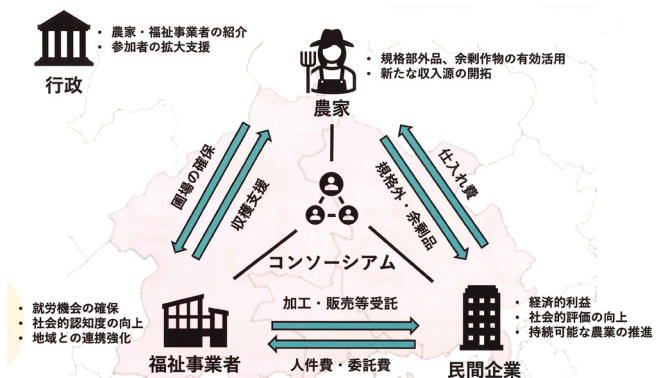 • 農家・福祉事業者の紹介
• 参加者の拡大支援
行政
• 規格部外品、余剰作物の有効活用
• 新たな収入源の開拓
農家
圃場の確保
収穫支援
仕入れ費
規格外・余剰品
コンソーシアム
• 就労機会の確保
• 社会的認知度の向上
• 地域との連携強化
福祉事業者
加工・販売等受託
人件費・委託費
• 経済的利益
• 社会的評価の向上
• 持続可能な農業の推進
民間企業